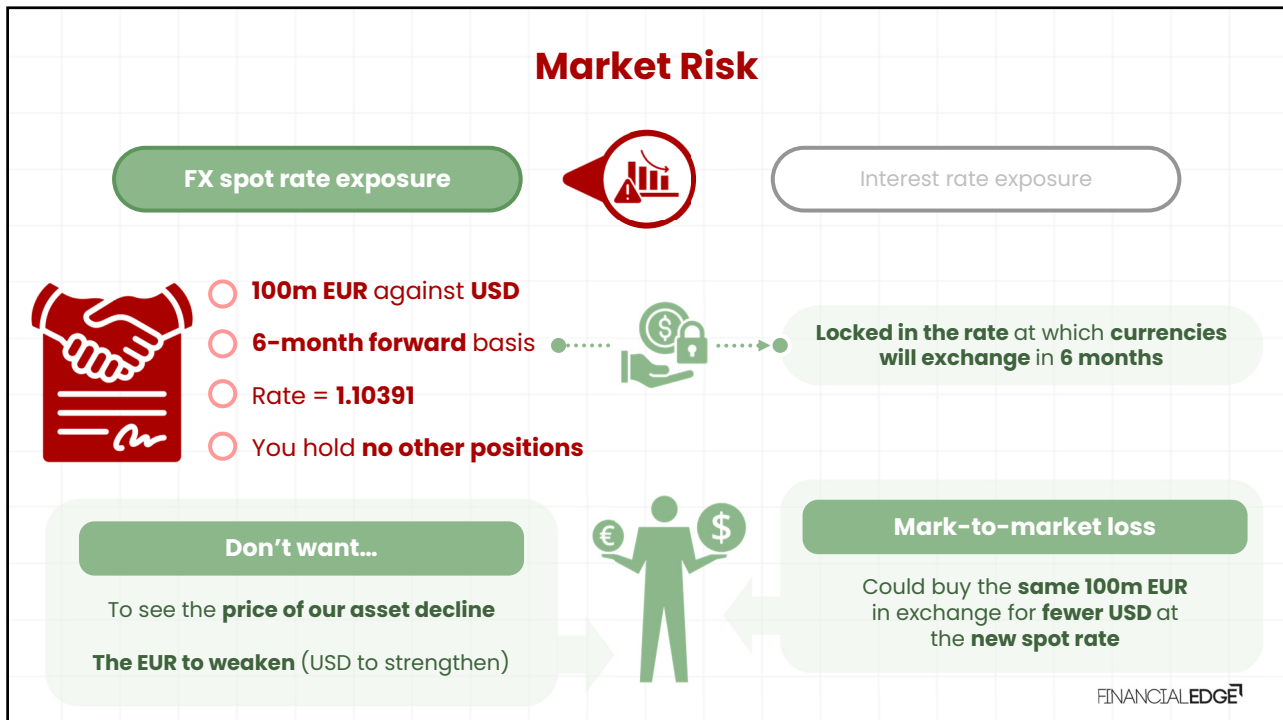 Market Risk
FX spot rate exposure
Interest rate exposure
100m EUR against USD
6-month forward basis
Rate = 1.10391
You hold no other positions
Locked in the rate at which currencies
will exchange in 6 months
Don't want...
To see the price of our asset decline
The EUR to weaken (USD to strengthen)
€
$
$
Mark-to-market loss
Could buy the same 100m EUR
in exchange for fewer USD at
the new spot rate
FINANCIALEDGE